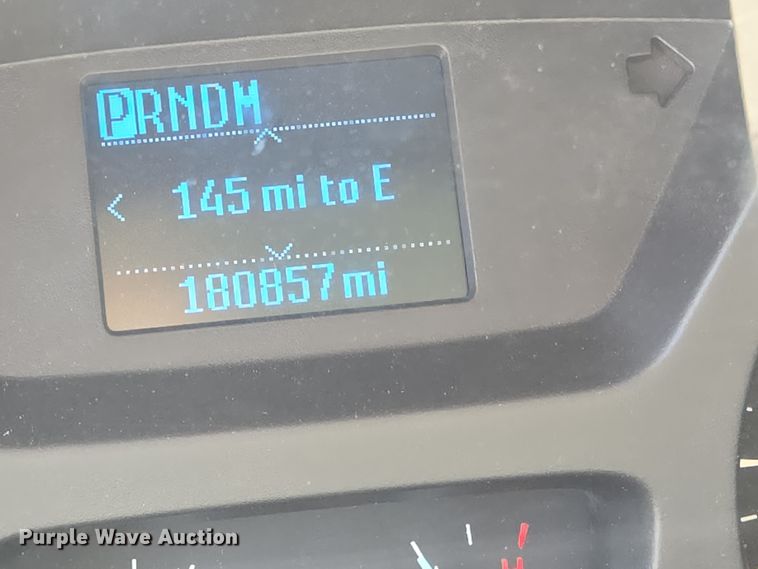 PRNDM
145 mi to E
180857 mi
H
Purple Wave Auction